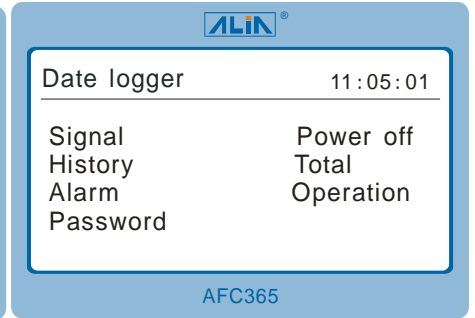 ALIA®
Date logger 11:05:01
Signal Power off
History Total
Alarm Operation
Password
AFC365